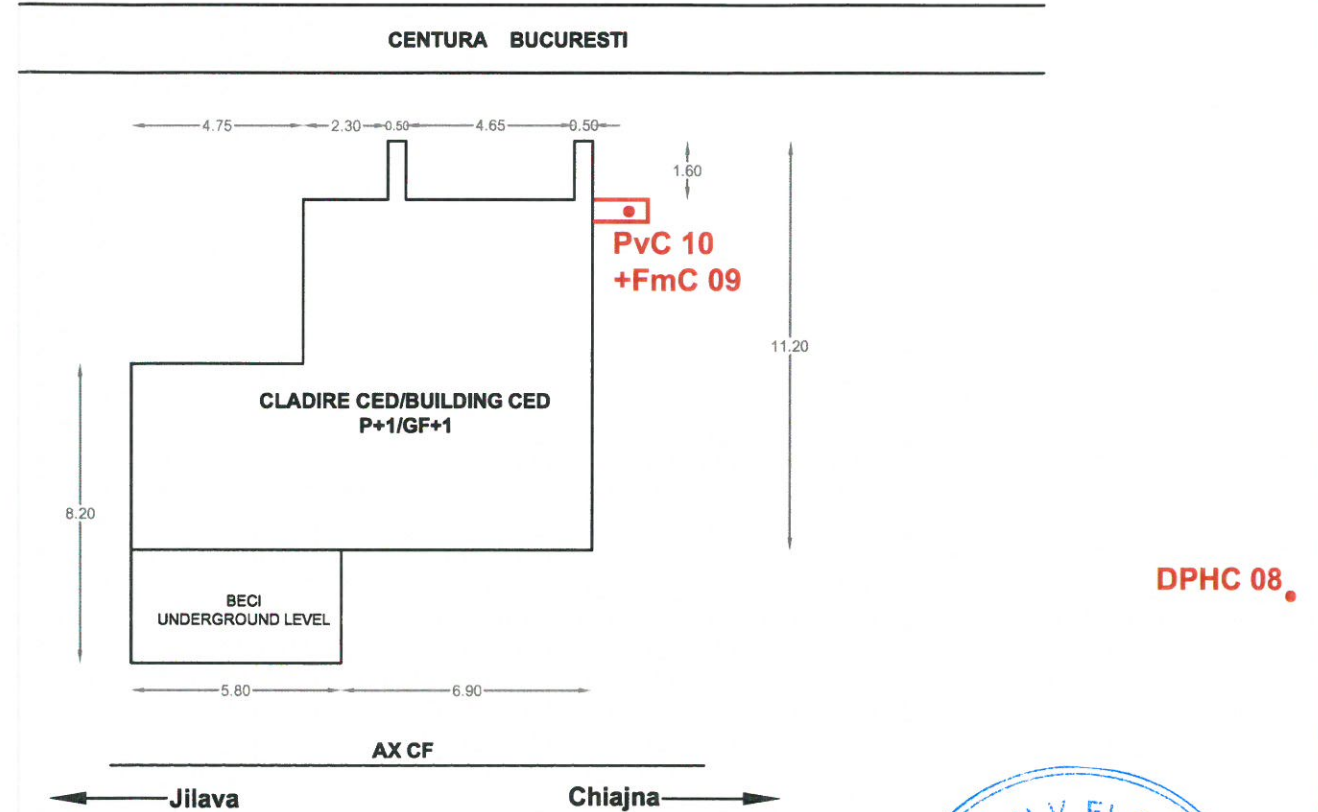 CENTURA BUCURESTI
4.75 2.30 0.50 4.65 0.50
1.60
PvC 10
+FmC 09
11.20
CLADIRE CED/BUILDING CED
P+1/GF+1
8.20
DPHC 08
BECI
UNDERGROUND LEVEL
5.80 6.90
AX CF
Jilava Chiajna